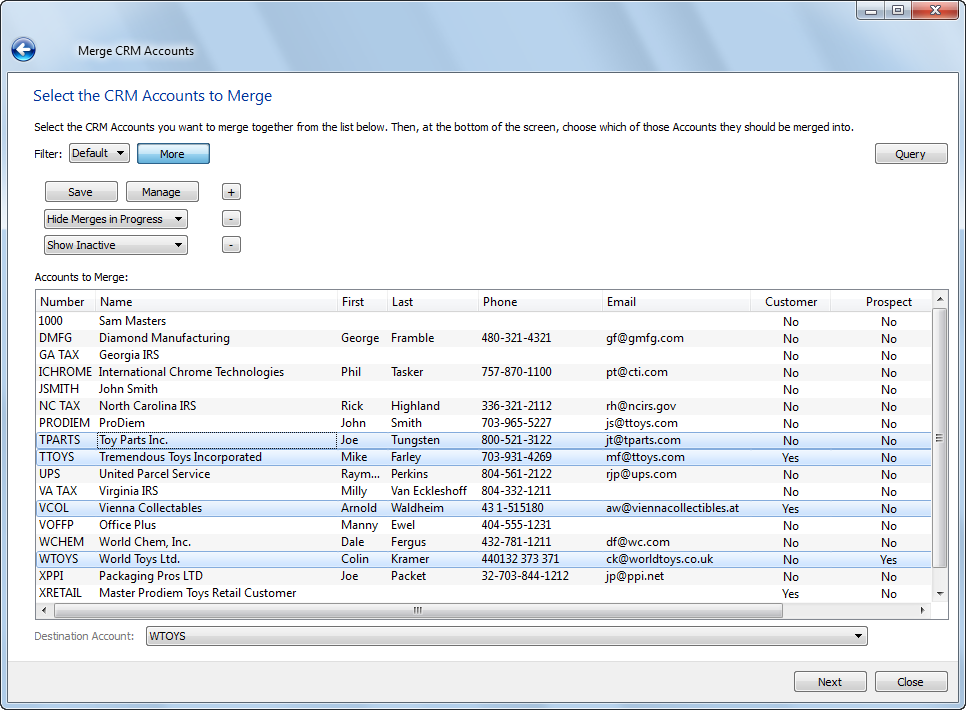 Merge CRM Accounts
Select the CRM Accounts to Merge
Select the CRM Accounts you want to merge together from the list below. Then, at the bottom of the screen, choose which of those Accounts they should be merged into.
Filter: Default More Query
Save Manage +
Hide Merges in Progress -
Show Inactive -
Accounts to Merge:
Number Name First Last Phone Email Customer Prospect
1000 Sam Masters No No
DMFG Diamond Manufacturing George Framble 480-321-4321 gf@gmfg.com No No
GA TAX Georgia IRS No No
ICHROME International Chrome Technologies Phil Tasker 757-870-1100 pt@cti.com No No
JSMITH John Smith No No
NC TAX North Carolina IRS Rick Highland 336-321-2112 rh@ncirs.gov No No
PRODIEM ProDiem John Smith 703-965-5227 js@ttoys.com No No
TPARTS Toy Parts Inc. Joe Tungsten 800-521-3122 jt@tparts.com No No
TTOYS Tremendous Toys Incorporated Mike Farley 703-931-4269 mf@ttoys.com Yes No
UPS United Parcel Service Raym... Perkins 804-561-2122 rjp@ups.com No No
VA TAX Virginia IRS Milly Van Eckleshoff 804-332-1211 No No
VCOL Vienna Collectables Arnold Waldheim 43 1-515180 aw@viennacollectibles.at Yes No
VOFFP Office Plus Manny Ewel 404-555-1231 No No
WCHEM World Chem, Inc. Dale Fergus 432-781-1211 df@wc.com No No
WTOYS World Toys Ltd. Colin Kramer 440132 373 371 ck@worldtoys.co.uk No Yes
XPPI Packaging Pros LTD Joe Packet 32-703-844-1212 jp@ppi.net No No
XRETAIL Master Prodiem Toys Retail Customer Yes No
Destination Account: WTOYS
Next Close